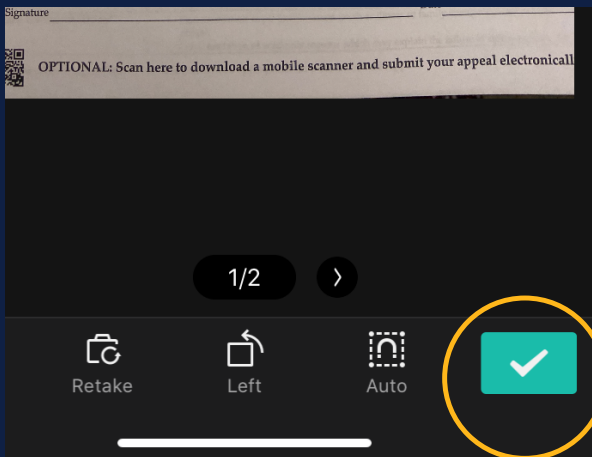 Signature
OPTIONAL: Scan here to download a mobile scanner and submit your appeal electronicall
1/2
Retake
Left
Auto